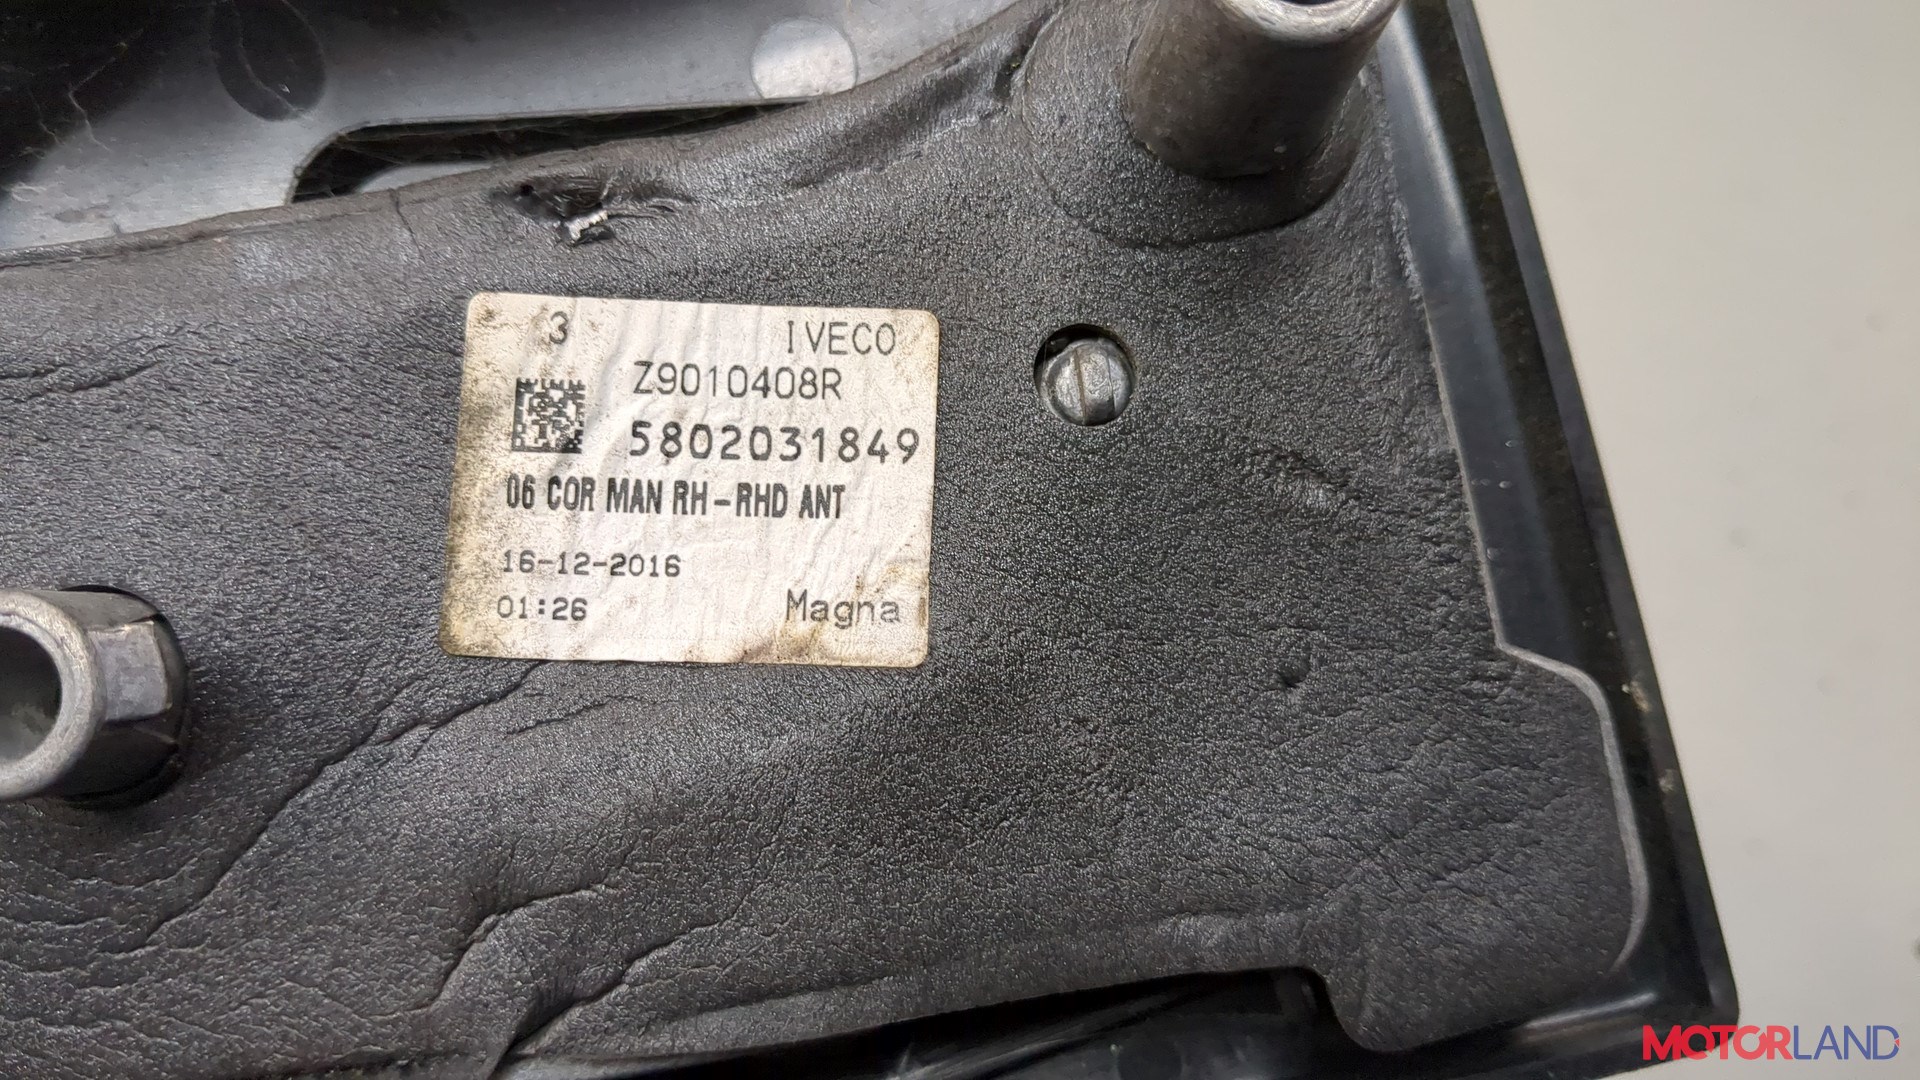 3 IVECO
Z9010408R
5802031849
06 COR MAN RH-RHD ANT
16-12-2016
01:26 Magna
MOTORLAND